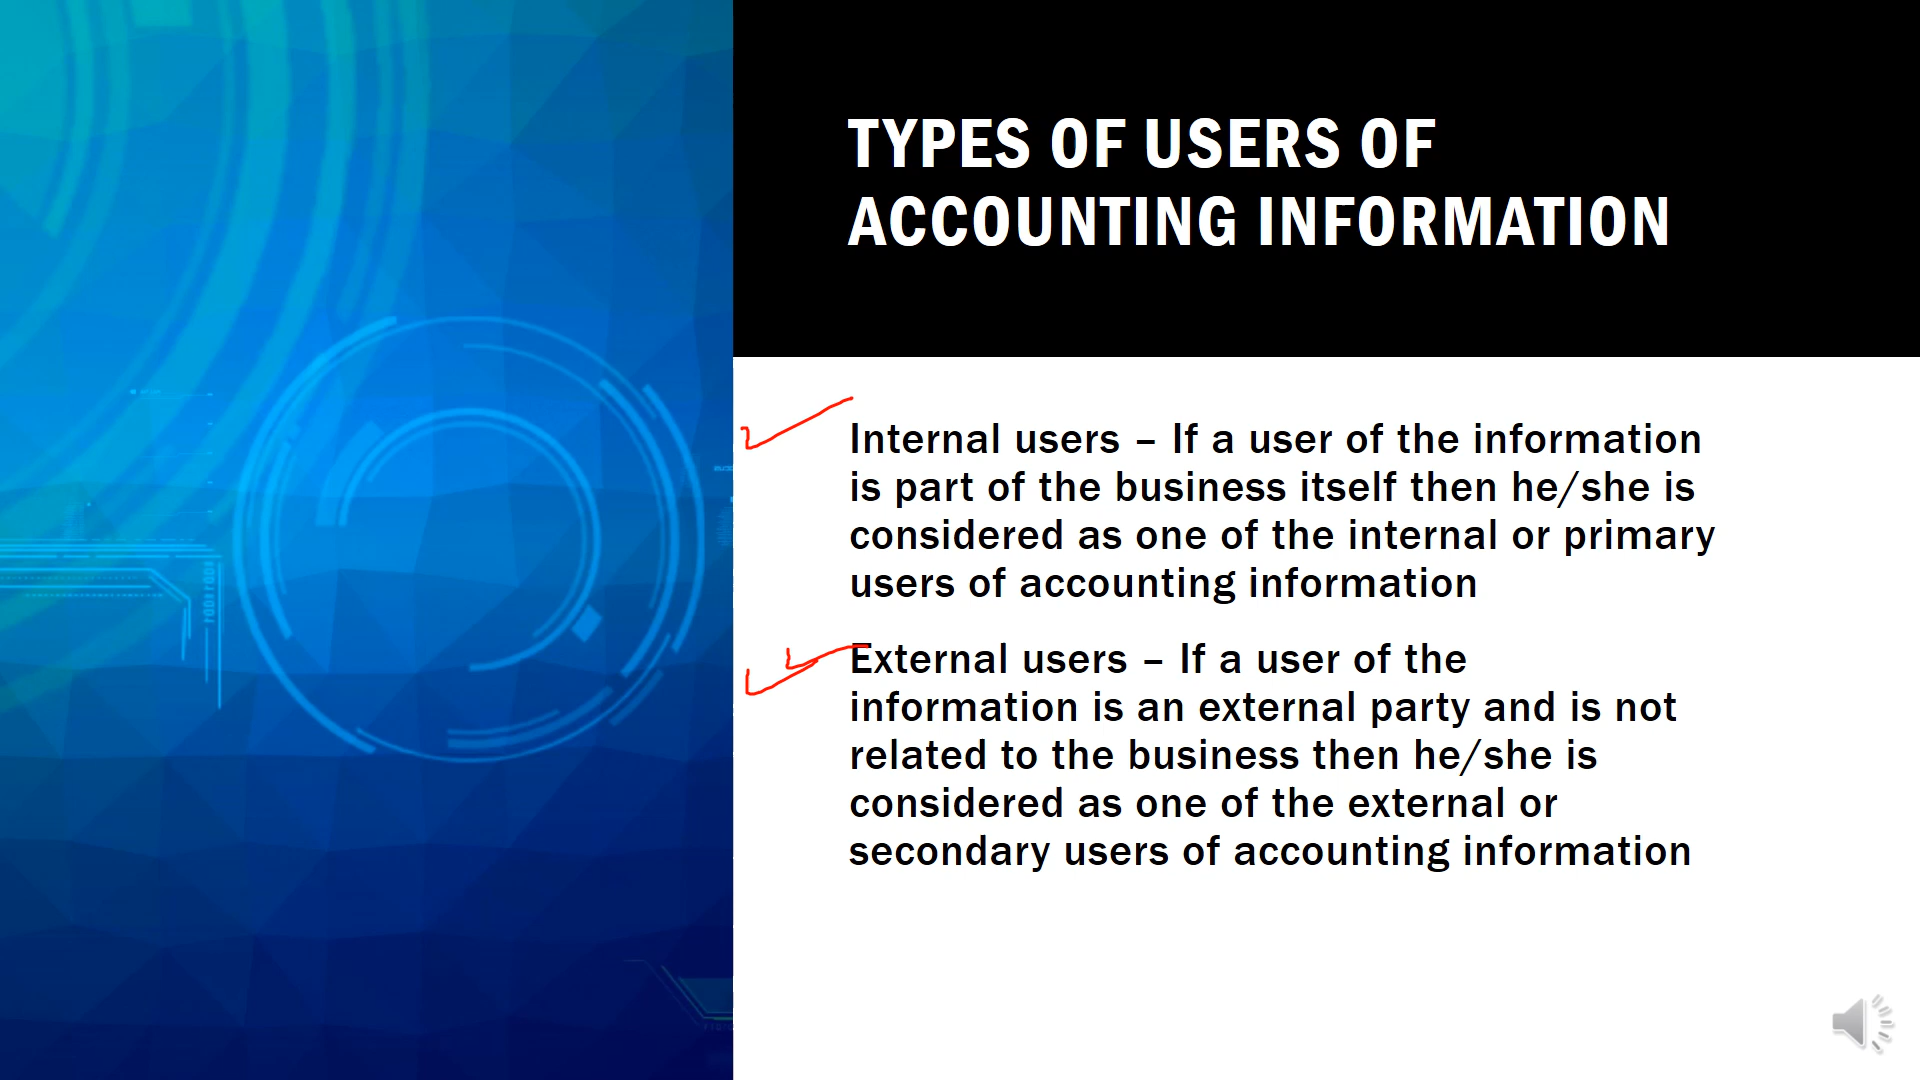 TYPES OF USERS OF
ACCOUNTING INFORMATION
Internal users – If a user of the information
is part of the business itself then he/she is
considered as one of the internal or primary
users of accounting information
External users – If a user of the
information is an external party and is not
related to the business then he/she is
considered as one of the external or
secondary users of accounting information